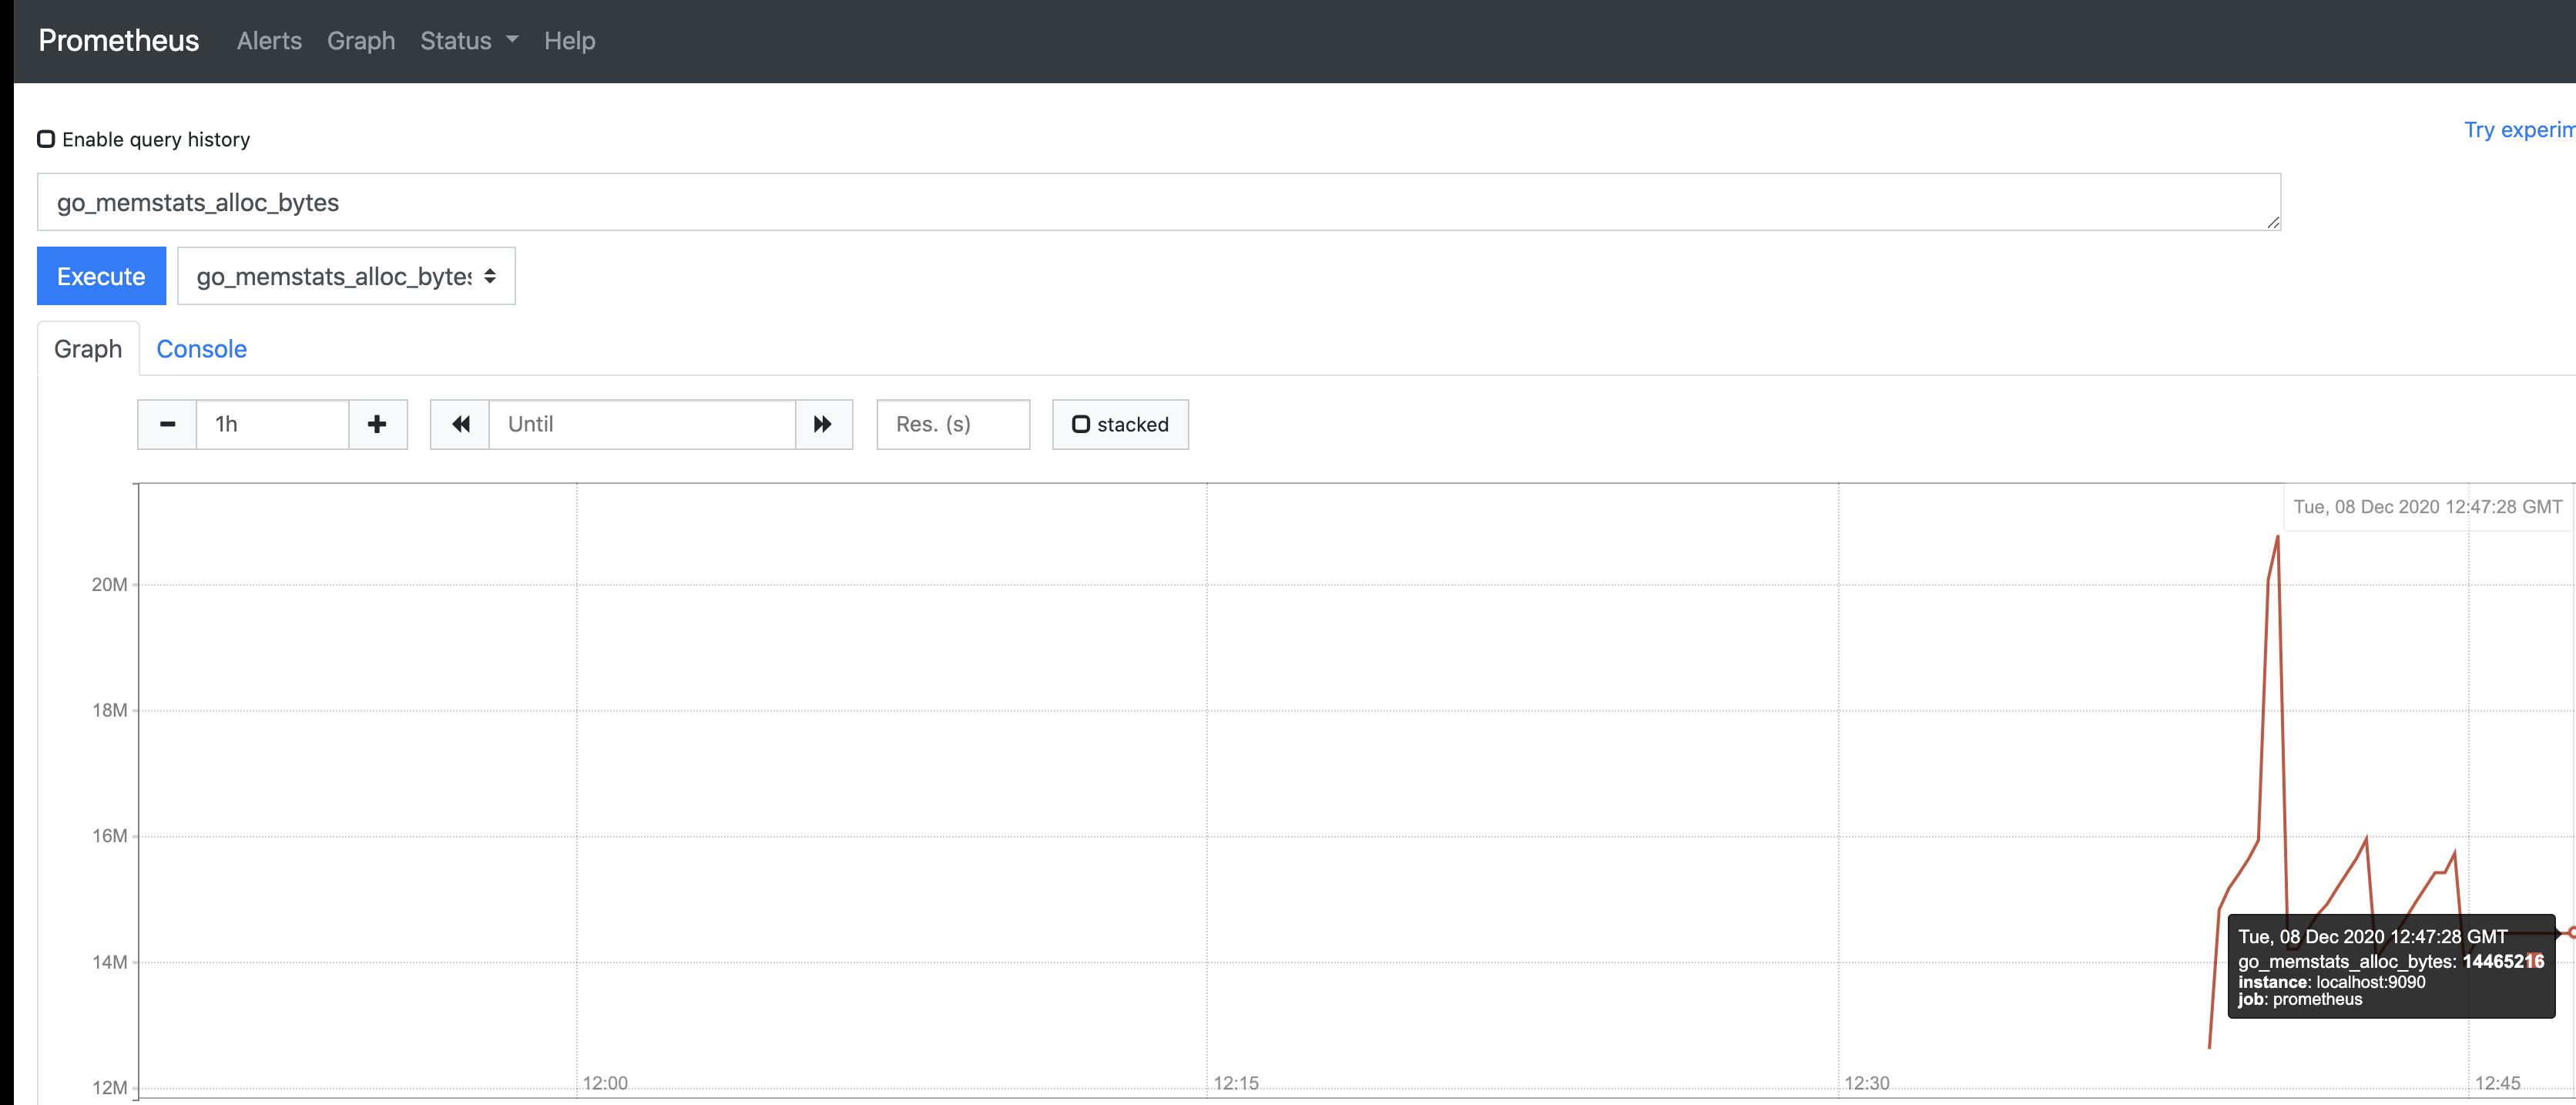 Prometheus Alerts Graph Status Help
Enable query history
Try experim
go_memstats_alloc_bytes
Execute go_memstats_alloc_bytes
Graph Console
1h Until Res. (s) stacked
Tue, 08 Dec 2020 12:47:28 GMT
20M
18M
16M
14M
12M
Tue, 08 Dec 2020 12:47:28 GMT
go_memstats_alloc_bytes: 14465216
instance: localhost:9090
job: prometheus
12:00 12:15 12:30 12:45